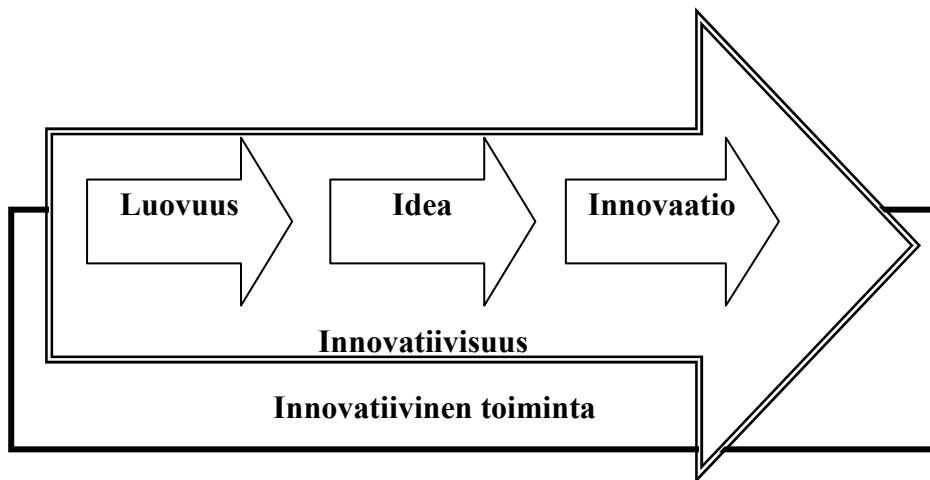 Luovuus
Idea
Innovaatio
Innovatiivisuus
Innovatiivinen toiminta